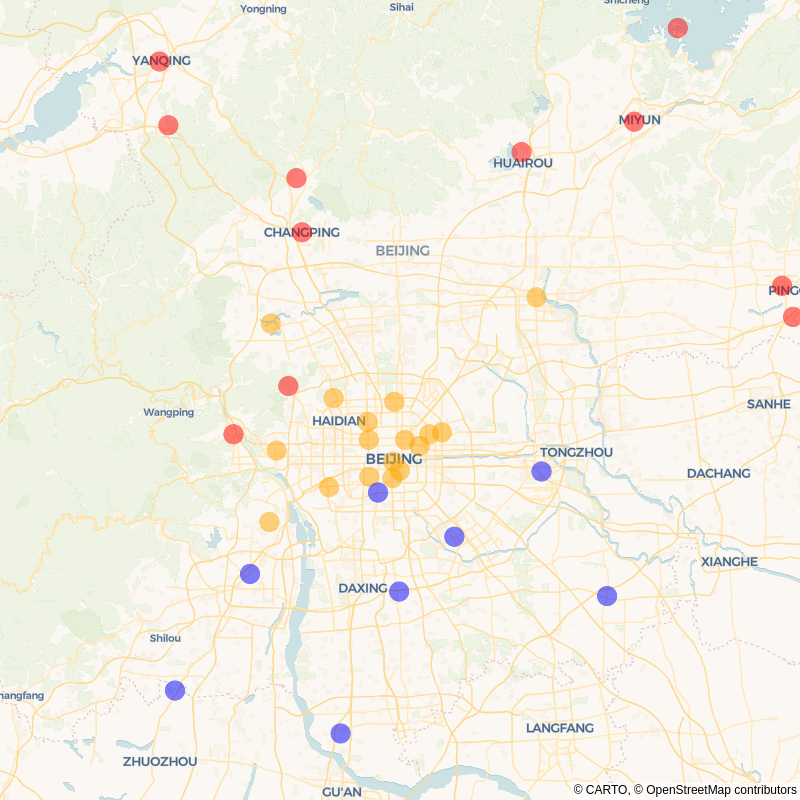 Shicheng
Sihai
Yongning
YANQING
MIYUN
HUAIROU
CHANGPING
BEIJING
PINGG
SANHE
Wangping
HAIDIAN
TONGZHOU
BEIJING
DACHANG
XIANGHE
DAXING
Shilou
hangfang
LANGFANG
ZHUOZHOU
GU'AN
© CARTO, © OpenStreetMap contributors